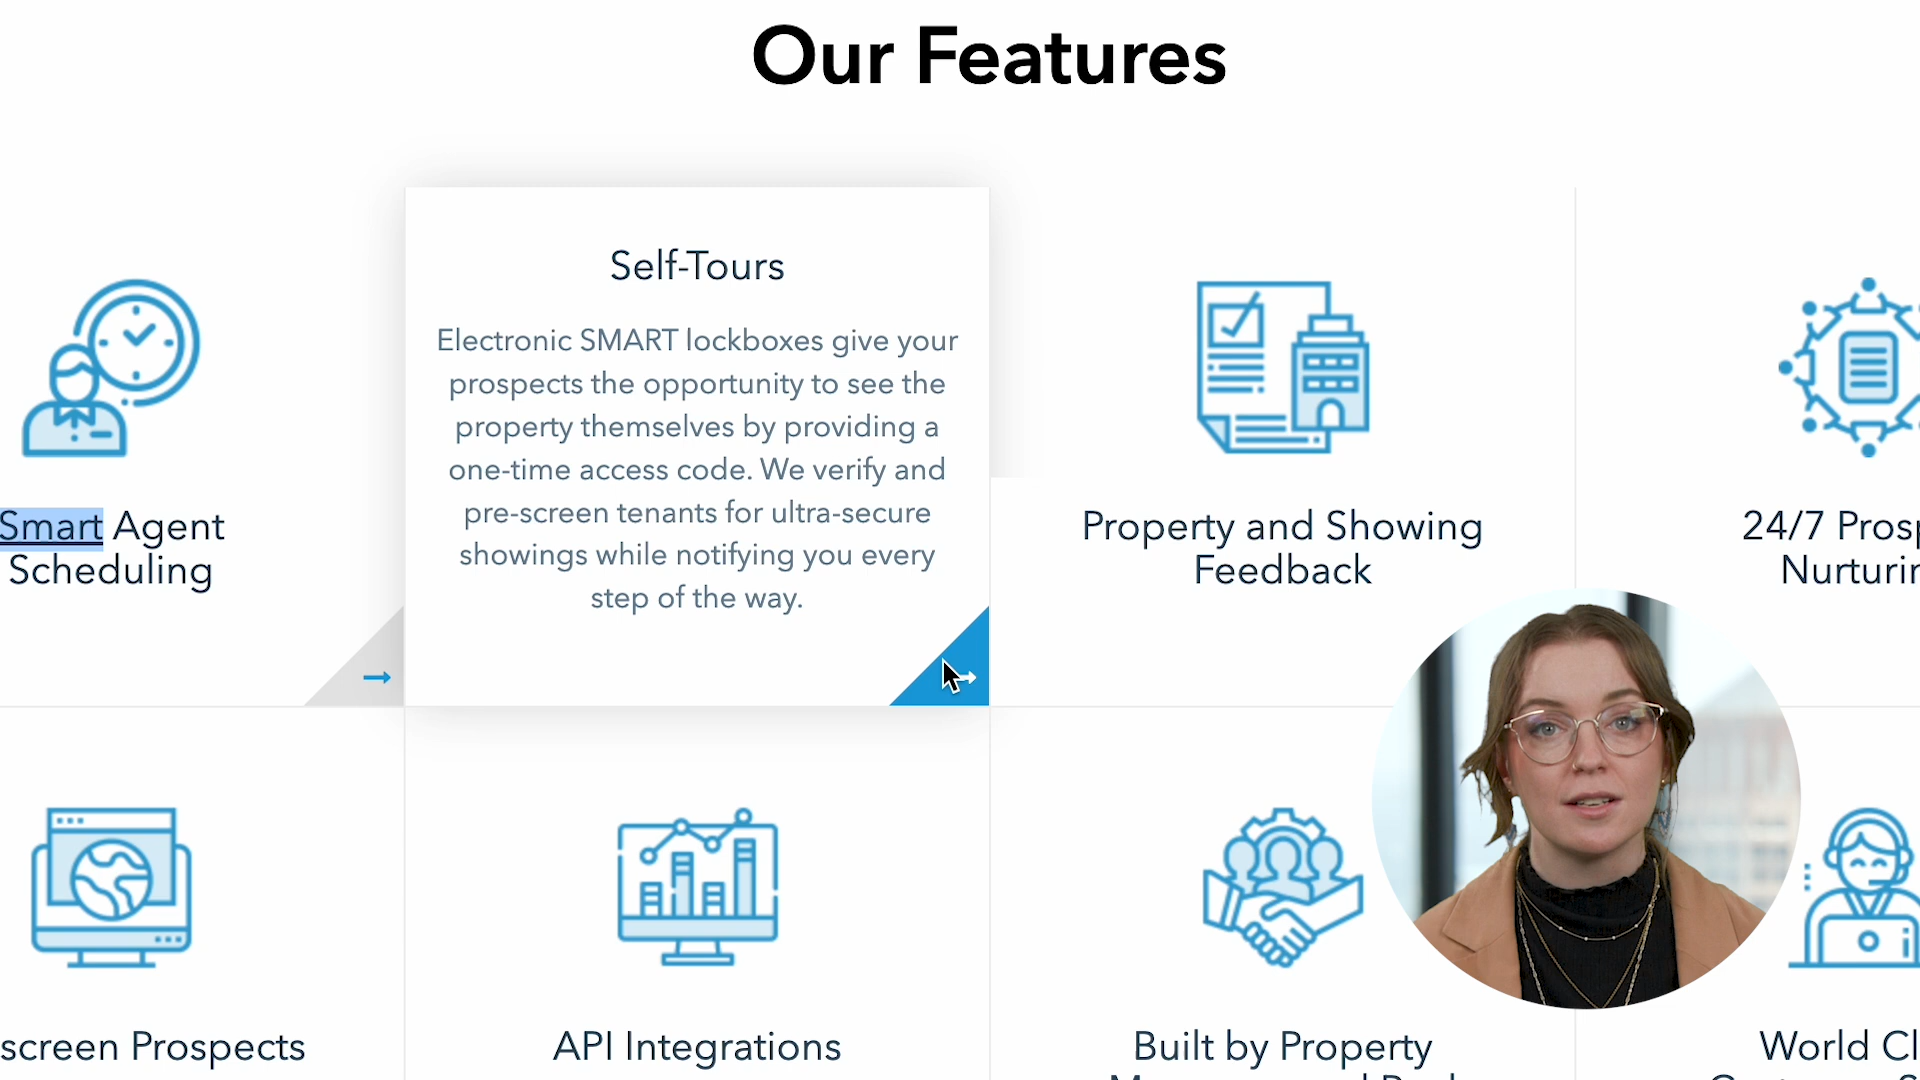 Our Features
Self-Tours
Electronic SMART lockboxes give your
prospects the opportunity to see the
property themselves by providing a
one-time access code. We verify and
pre-screen tenants for ultra-secure
showings while notifying you every
step of the way.
Smart Agent
Scheduling
Property and Showing
Feedback
24/7
screen Prospects
API Integrations
Built by Property
World